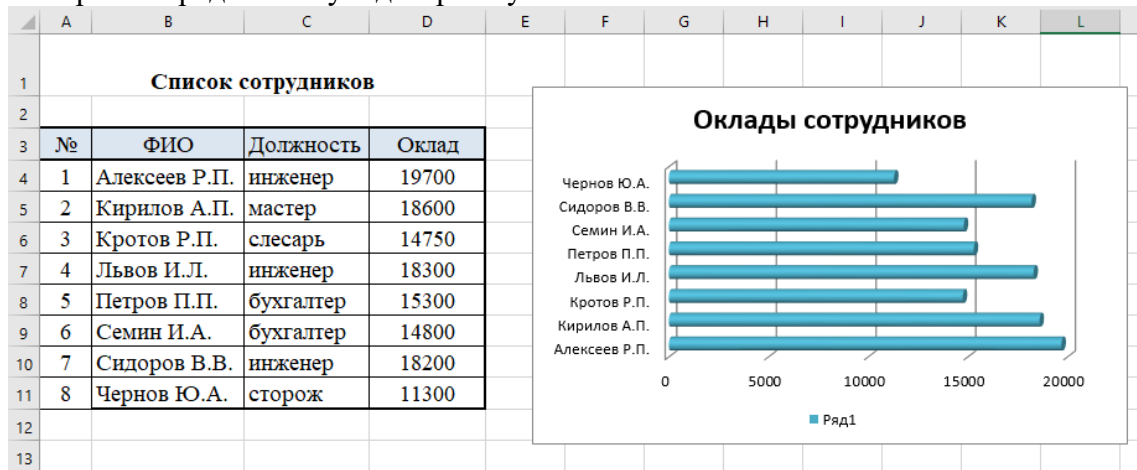 A B C D E F G H I J K L
1 Список сотрудников
2
3 № ФИО Должность Оклад
4 1 Алексеев Р.П. инженер 19700
5 2 Кирилов А.П. мастер 18600
6 3 Кротов Р.П. слесарь 14750
7 4 Львов И.Л. инженер 18300
8 5 Петров П.П. бухгалтер 15300
9 6 Семин И.А. бухгалтер 14800
10 7 Сидоров В.В. инженер 18200
11 8 Чернов Ю.А. сторож 11300
12
13
Оклады сотрудников
Чернов Ю.А.
Сидоров В.В.
Семин И.А.
Петров П.П.
Львов И.Л.
Кротов Р.П.
Кирилов А.П.
Алексеев Р.П.
0 5000 10000 15000 20000
Ряд1